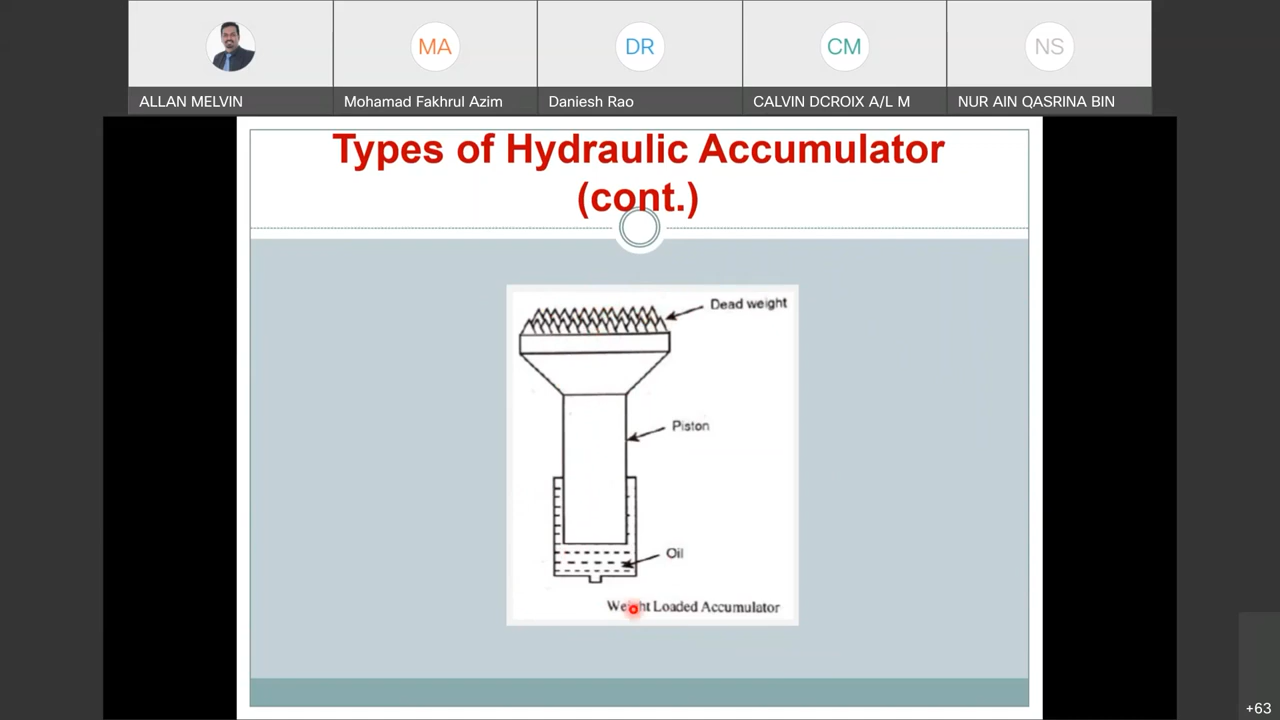 MA
DR
CM
NS
ALLAN MELVIN
Mohamad Fakhrul Azim
Daniesh Rao
CALVIN DCROIX A/L M
NUR AIN QASRINA BIN
Types of Hydraulic Accumulator
(cont.)
Dead weight
Piston
Oil
Weight Loaded Accumulator
+63